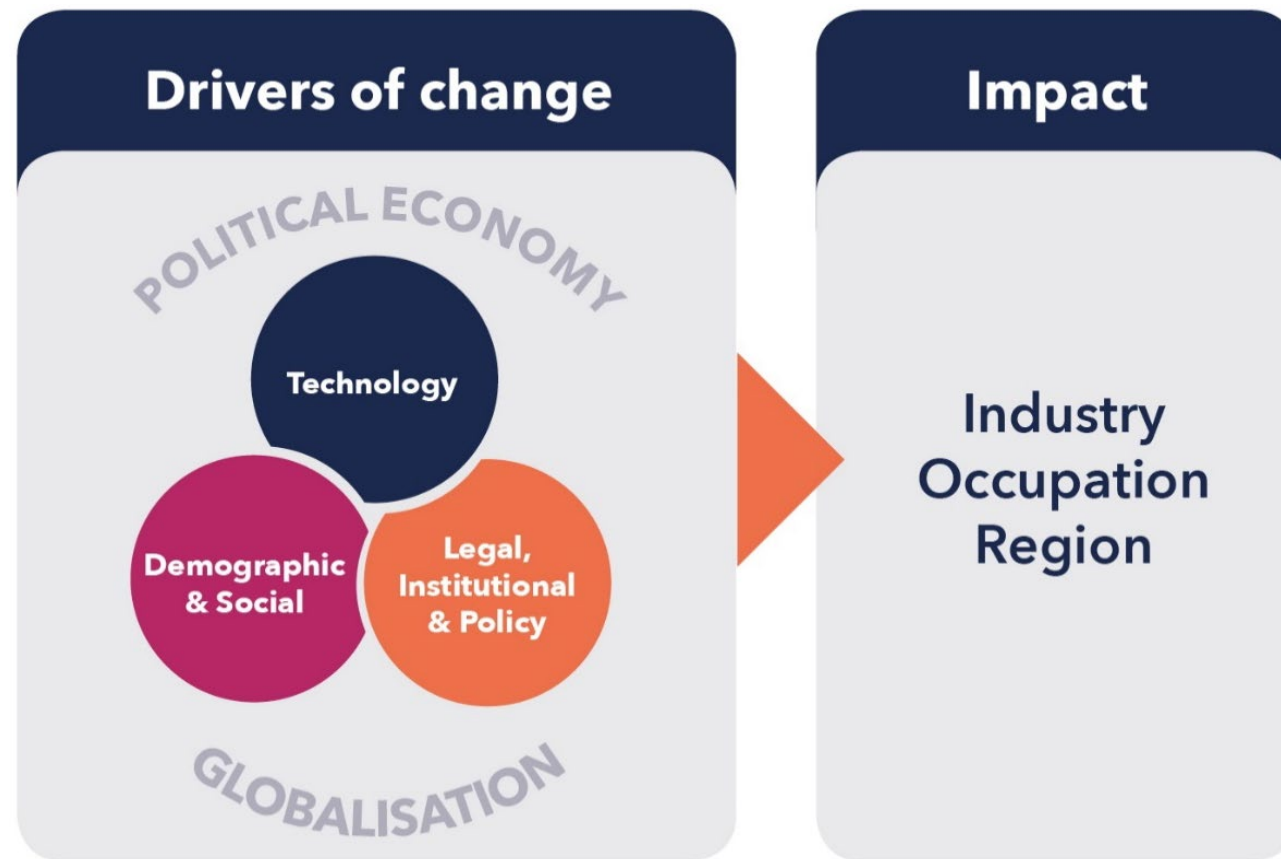 Drivers of change
POLITICAL ECONOMY
Technology
Demographic
& Social
Legal,
Institutional
& Policy
GLOBALISATION
Impact
Industry
Occupation
Region